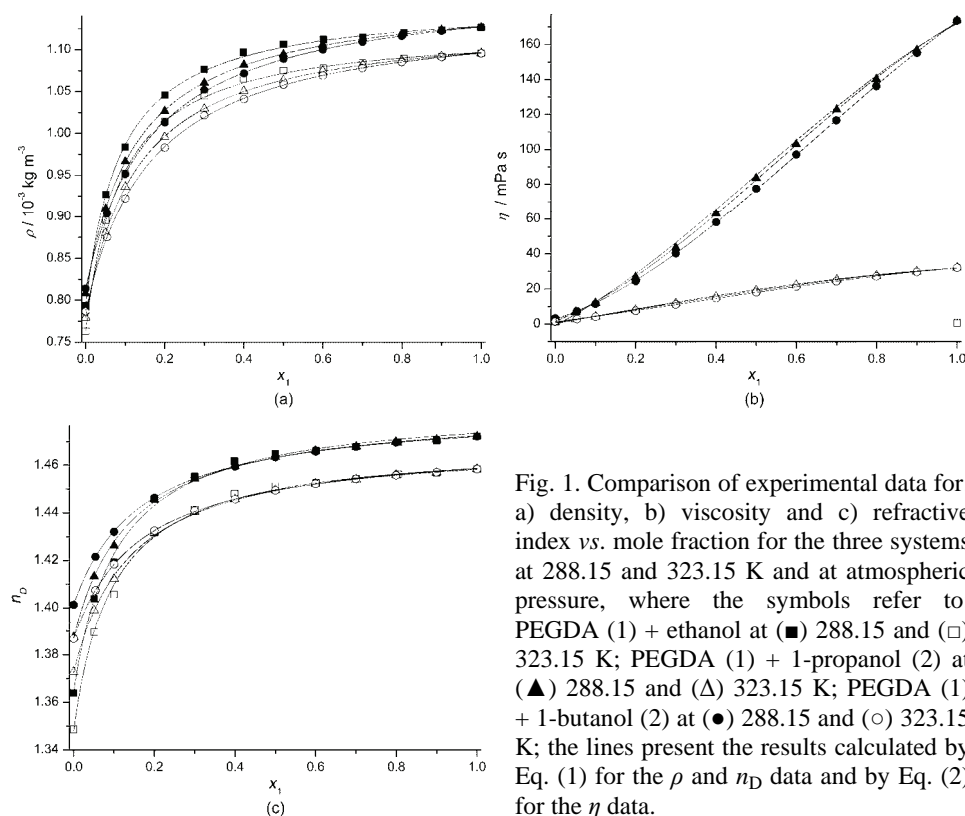 1.10
1.05
1.00
0.95
0.90
0.85
0.80
0.75
ρ / 10⁻³ kg m⁻³
0.0 0.2 0.4 0.6 0.8 1.0
x₁
(a)
160
140
120
100
80
60
40
20
0
η / mPa s
0.0 0.2 0.4 0.6 0.8 1.0
x₁
(b)
1.46
1.44
1.42
1.40
1.38
1.36
1.34
n_D
0.0 0.2 0.4 0.6 0.8 1.0
x₁
(c)
Fig. 1. Comparison of experimental data for
a) density, b) viscosity and c) refractive
index vs. mole fraction for the three systems
at 288.15 and 323.15 K and at atmospheric
pressure, where the symbols refer to
PEGDA (1) + ethanol at (■) 288.15 and (□)
323.15 K; PEGDA (1) + 1-propanol (2) at
(▲) 288.15 and (Δ) 323.15 K; PEGDA (1)
+ 1-butanol (2) at (●) 288.15 and (○) 323.15
K; the lines present the results calculated by
Eq. (1) for the ρ and n_D data and by Eq. (2)
for the η data.